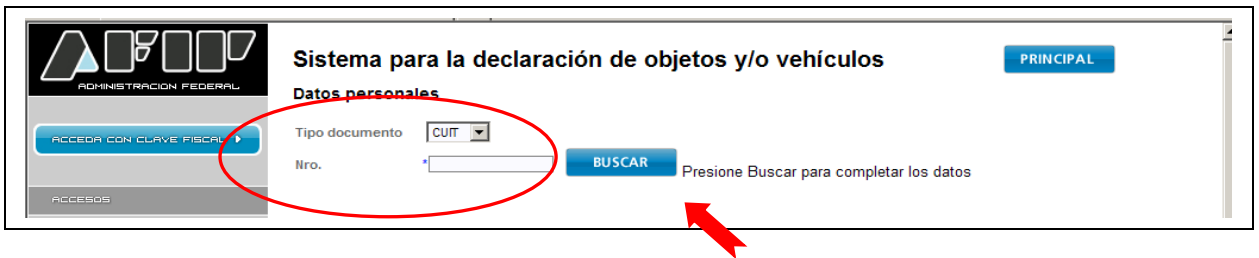 AFIP
ADMINISTRACION FEDERAL
ACCEDA CON CLAVE FISCAL
ACCESOS
Sistema para la declaración de objetos y/o vehículos
PRINCIPAL
Datos personales
Tipo documento CUIT
Nro. *
BUSCAR Presione Buscar para completar los datos